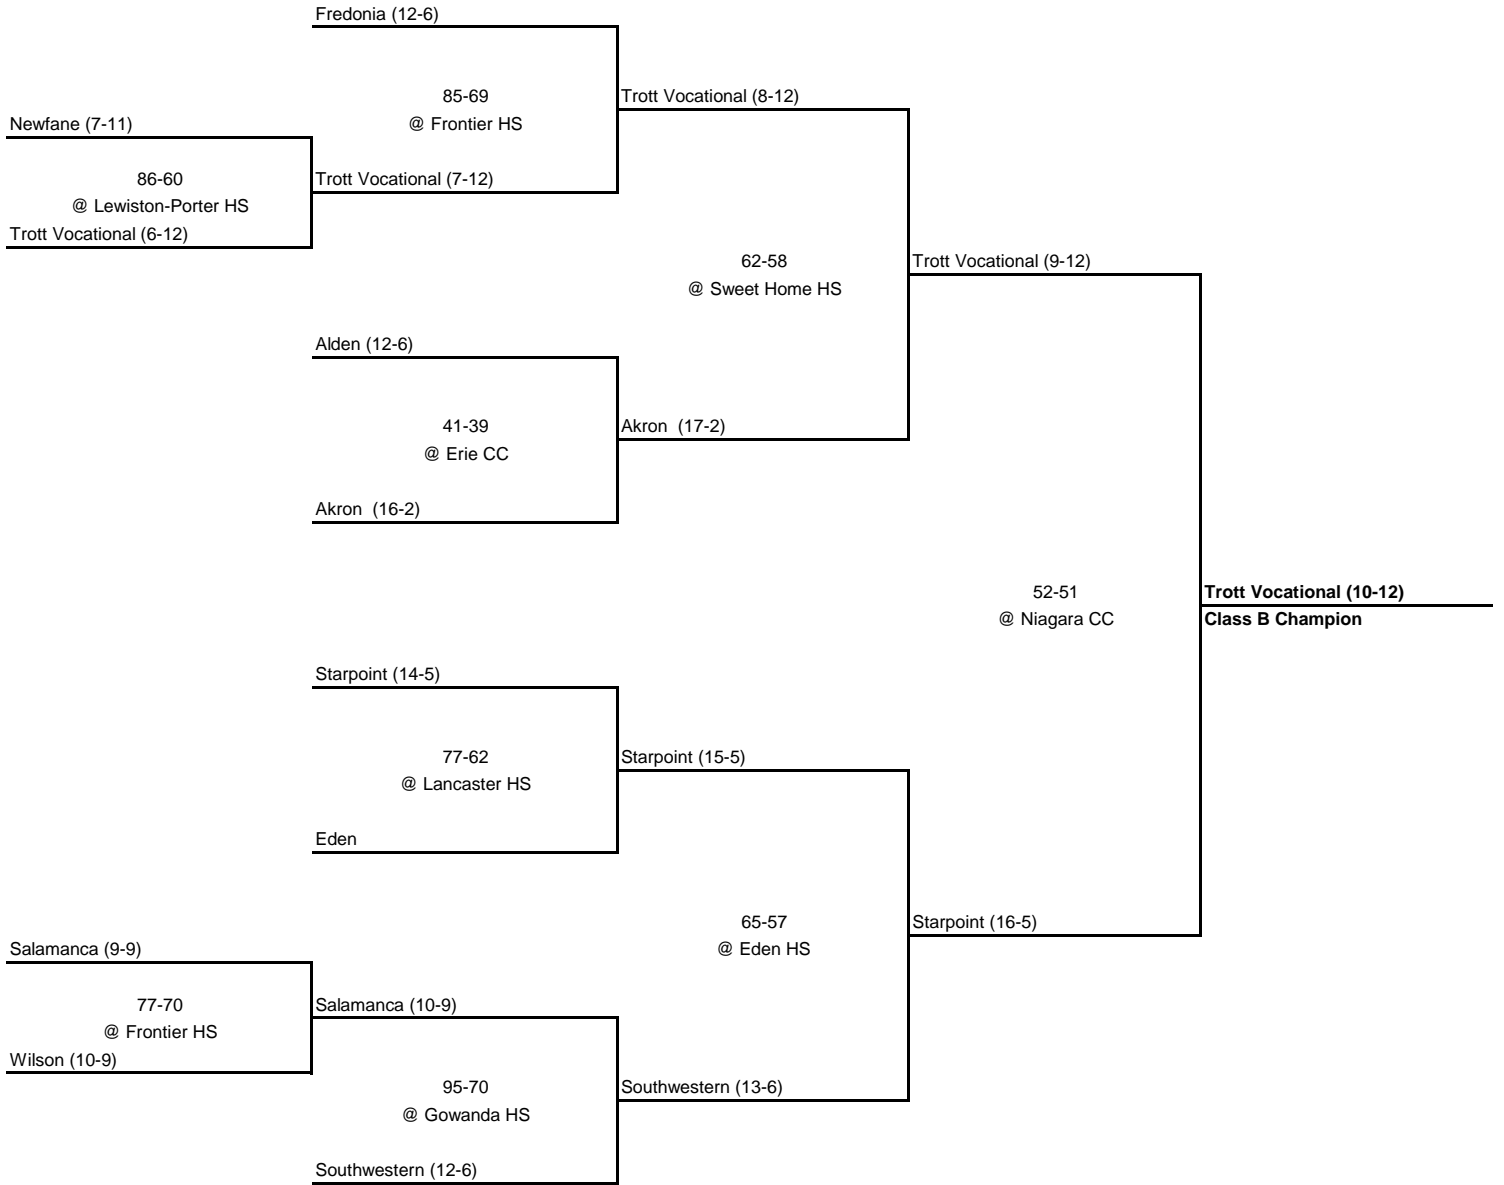 Fredonia (12-6)
85-69
@ Frontier HS
Trott Vocational (8-12)
Newfane (7-11)
86-60
@ Lewiston-Porter HS
Trott Vocational (7-12)
Trott Vocational (6-12)
62-58
@ Sweet Home HS
Trott Vocational (9-12)
Alden (12-6)
41-39
@ Erie CC
Akron  (17-2)
Akron  (16-2)
52-51
@ Niagara CC
Trott Vocational (10-12)
Class B Champion
Starpoint (14-5)
77-62
@ Lancaster HS
Starpoint (15-5)
Eden
65-57
@ Eden HS
Starpoint (16-5)
Salamanca (9-9)
77-70
@ Frontier HS
Salamanca (10-9)
Wilson (10-9)
95-70
@ Gowanda HS
Southwestern (13-6)
Southwestern (12-6)